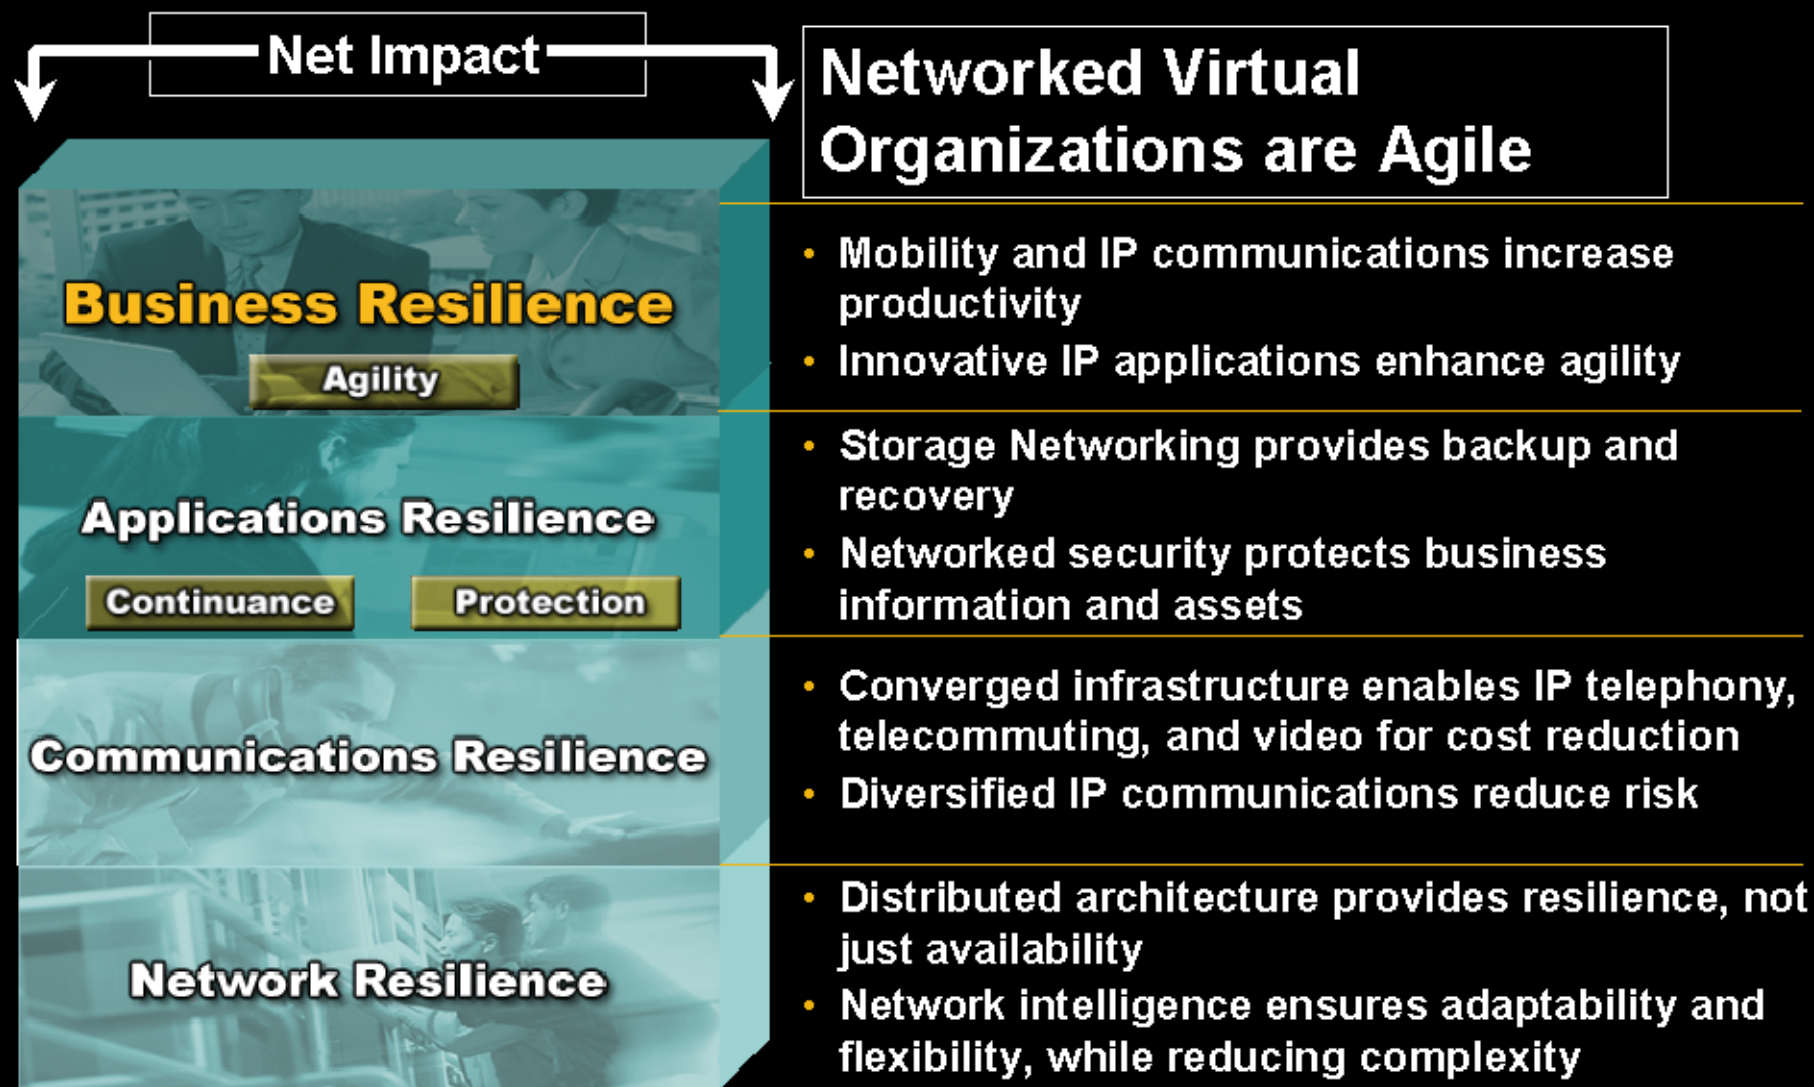 Net Impact
Networked Virtual
Organizations are Agile
Business Resilience
Agility
• Mobility and IP communications increase
productivity
• Innovative IP applications enhance agility
Applications Resilience
Continuance
Protection
• Storage Networking provides backup and
recovery
• Networked security protects business
information and assets
Communications Resilience
• Converged infrastructure enables IP telephony,
telecommuting, and video for cost reduction
• Diversified IP communications reduce risk
Network Resilience
• Distributed architecture provides resilience, not
just availability
• Network intelligence ensures adaptability and
flexibility, while reducing complexity